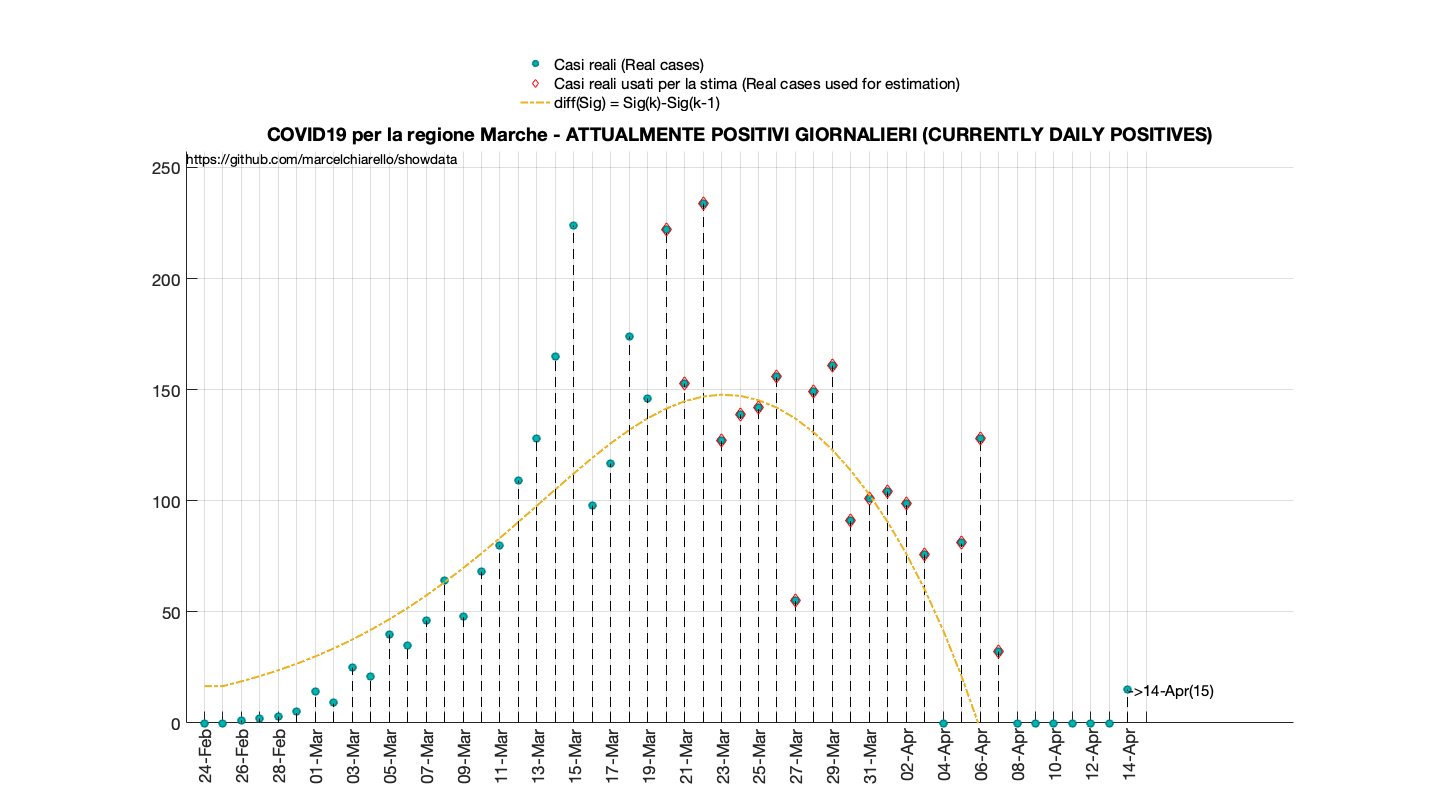 Casi reali (Real cases)
Casi reali usati per la stima (Real cases used for estimation)
diff(Sig) = Sig(k)-Sig(k-1)
COVID19 per la regione Marche - ATTUALMENTE POSITIVI GIORNALIERI (CURRENTLY DAILY POSITIVES)
https://github.com/marcelchiarello/showdata
250
200
150
100
50
0
->14-Apr(15)
24-Feb
26-Feb
28-Feb
01-Mar
03-Mar
05-Mar
07-Mar
09-Mar
11-Mar
13-Mar
15-Mar
17-Mar
19-Mar
21-Mar
23-Mar
25-Mar
27-Mar
29-Mar
31-Mar
02-Apr
04-Apr
06-Apr
08-Apr
10-Apr
12-Apr
14-Apr